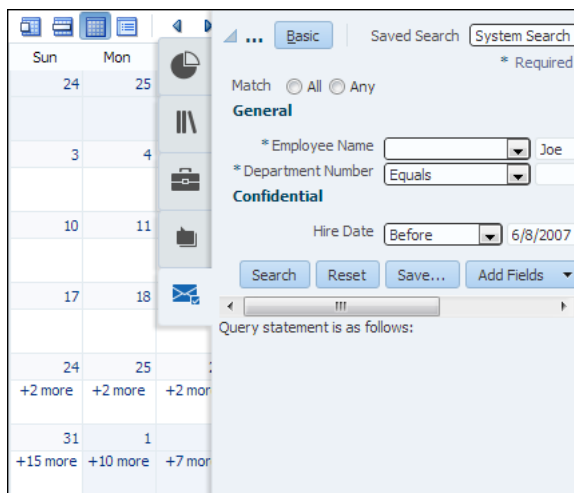 Sun Mon
24 25
3 4
10 11
17 18
24 25
+2 more +2 more +2 mor
31 1
+15 more +10 more +7 mor
... Basic Saved Search System Search
* Required
Match All Any
General
* Employee Name Joe
* Department Number Equals
Confidential
Hire Date Before 6/8/2007
Search Reset Save... Add Fields
Query statement is as follows: